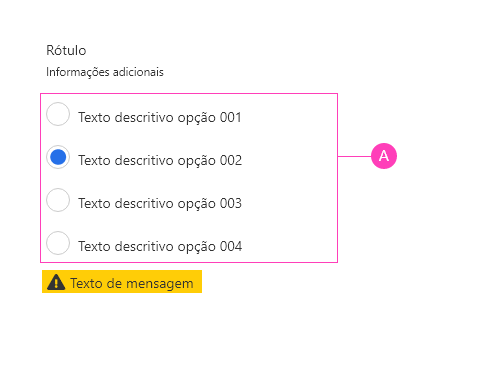 Rótulo
Informações adicionais
Texto descritivo opção 001
Texto descritivo opção 002
A
Texto descritivo opção 003
Texto descritivo opção 004
Texto de mensagem